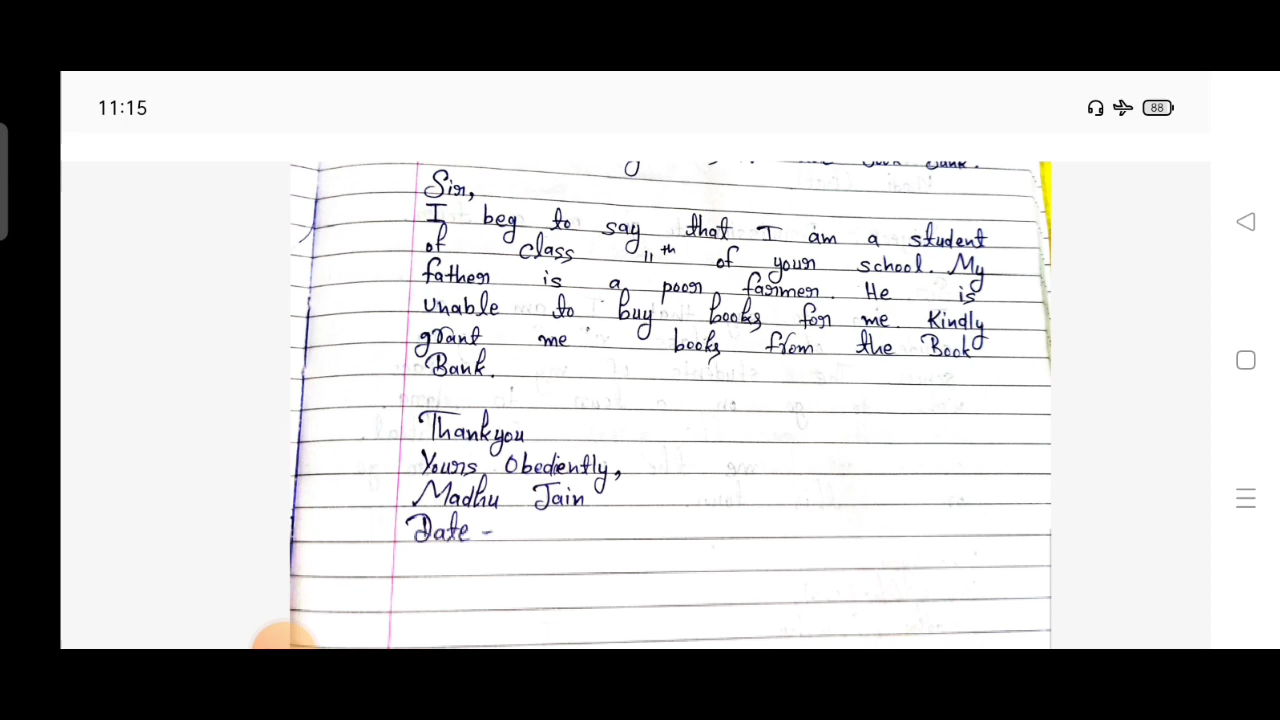 11:15
88
Book Bank.
Sir,
I beg to say that I am a student
of class 11th of your school. My
father is a poor farmer. He is
unable to buy books for me. Kindly
grant me books from the Book
Bank.
Thankyou
Yours Obediently,
Madhu Jain
Date -